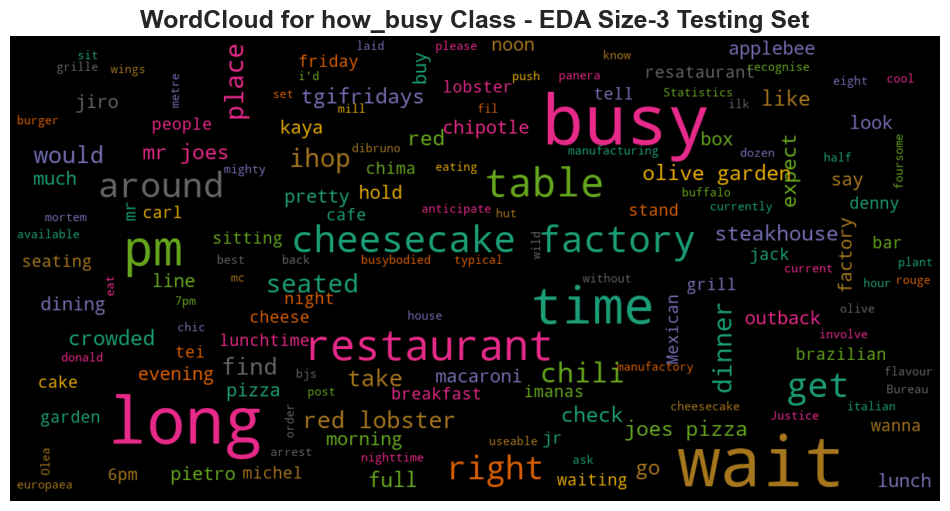 WordCloud for how_busy Class - EDA Size-3 Testing Set
sit
laid
please
noon
know
applebee
grille
wings
friday
i'd
buy
push
panera
resataurant
recognise
place
metre
jiro
set
tgifridays
mill
lobster
tell
Statistics
eight
cool
ilk
like
burger
people
kaya
fil
chipotle
busy
box
look
would
mr joes
ihop
dibruno
red
manufacturing
dozen
expect
half
foursome
much
around
mighty
chima
eating
table
olive garden
say
pretty
hold
buffalo
mortem
mr
carl
cafe
anticipate
hut
stand
currently
denny
available
pm
sitting
cheesecake factory
wild
steakhouse
factory
bar
seating
line
best
back
busybodied
typical
jack
current
plant
eat
7pm
mc
seated
without
grill
hour
rouge
dining
night
time
Mexican
olive
chic
cheese
house
dinner
outback
involve
crowded
lunchtime
restaurant
donald
tei
find
bjs
manufactory
brazilian
cake
evening
take
macaroni
chili
get
flavour
Bureau
pizza
post
breakfast
imanas
garden
long
order
red lobster
check
cheesecake
Justice
italian
morning
useable
jr
joes pizza
wanna
Olea
arrest
nighttime
ask
europaea
6pm
pietro
michel
full
right
waiting
go
wait
lunch